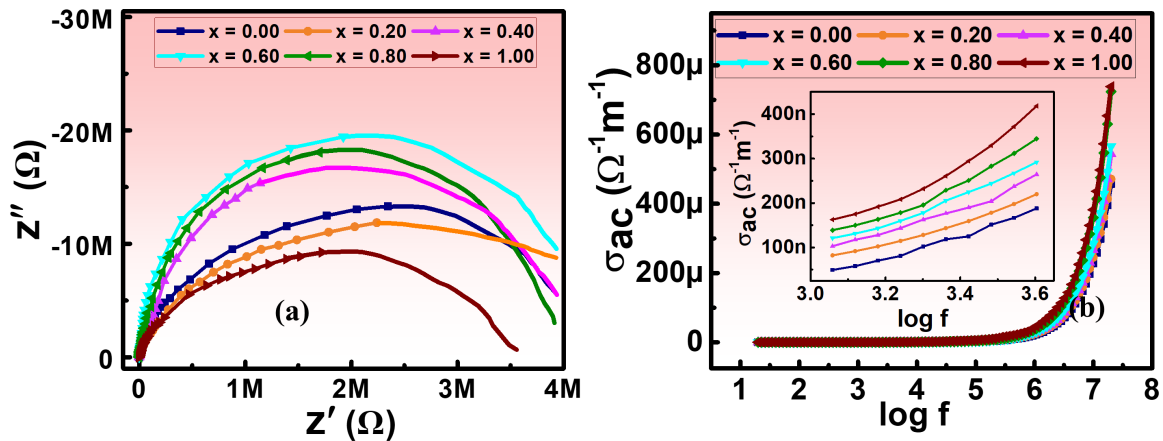 -30M
-20M
-10M
0
Z″ (Ω)
x = 0.00 x = 0.20 x = 0.40
x = 0.60 x = 0.80 x = 1.00
(a)
0 1M 2M 3M 4M
Z′ (Ω)
800µ
600µ
400µ
200µ
0
σac (Ω⁻¹m⁻¹)
x = 0.00 x = 0.20 x = 0.40
x = 0.60 x = 0.80 x = 1.00
400n
300n
200n
100n
σac (Ω⁻¹m⁻¹)
3.0 3.2 3.4 3.6
log f
(b)
1 2 3 4 5 6 7 8
log f